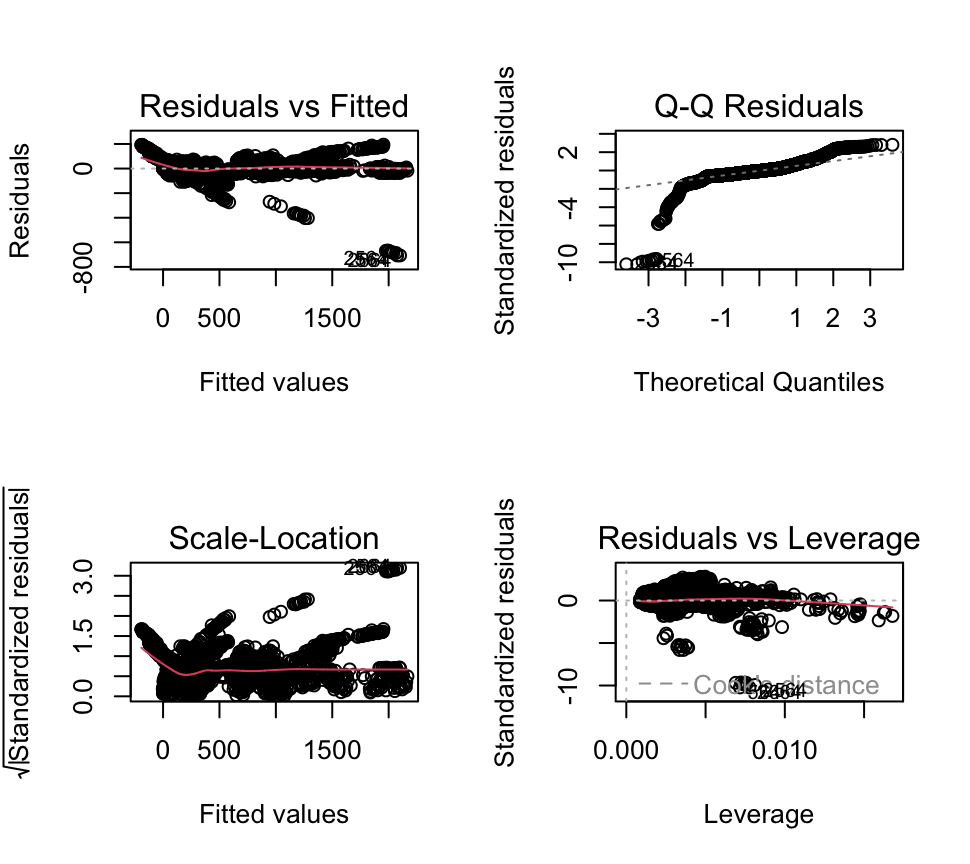 Residuals vs Fitted
Residuals
0
-800
0 500 1500
Fitted values
Q-Q Residuals
Standardized residuals
2
-4
-10
-3 -1 1 2 3
Theoretical Quantiles
Scale-Location
√|Standardized residuals|
3.0
1.5
0.0
0 500 1500
Fitted values
Residuals vs Leverage
Standardized residuals
0
-10
Cook's distance
0.000 0.010
Leverage